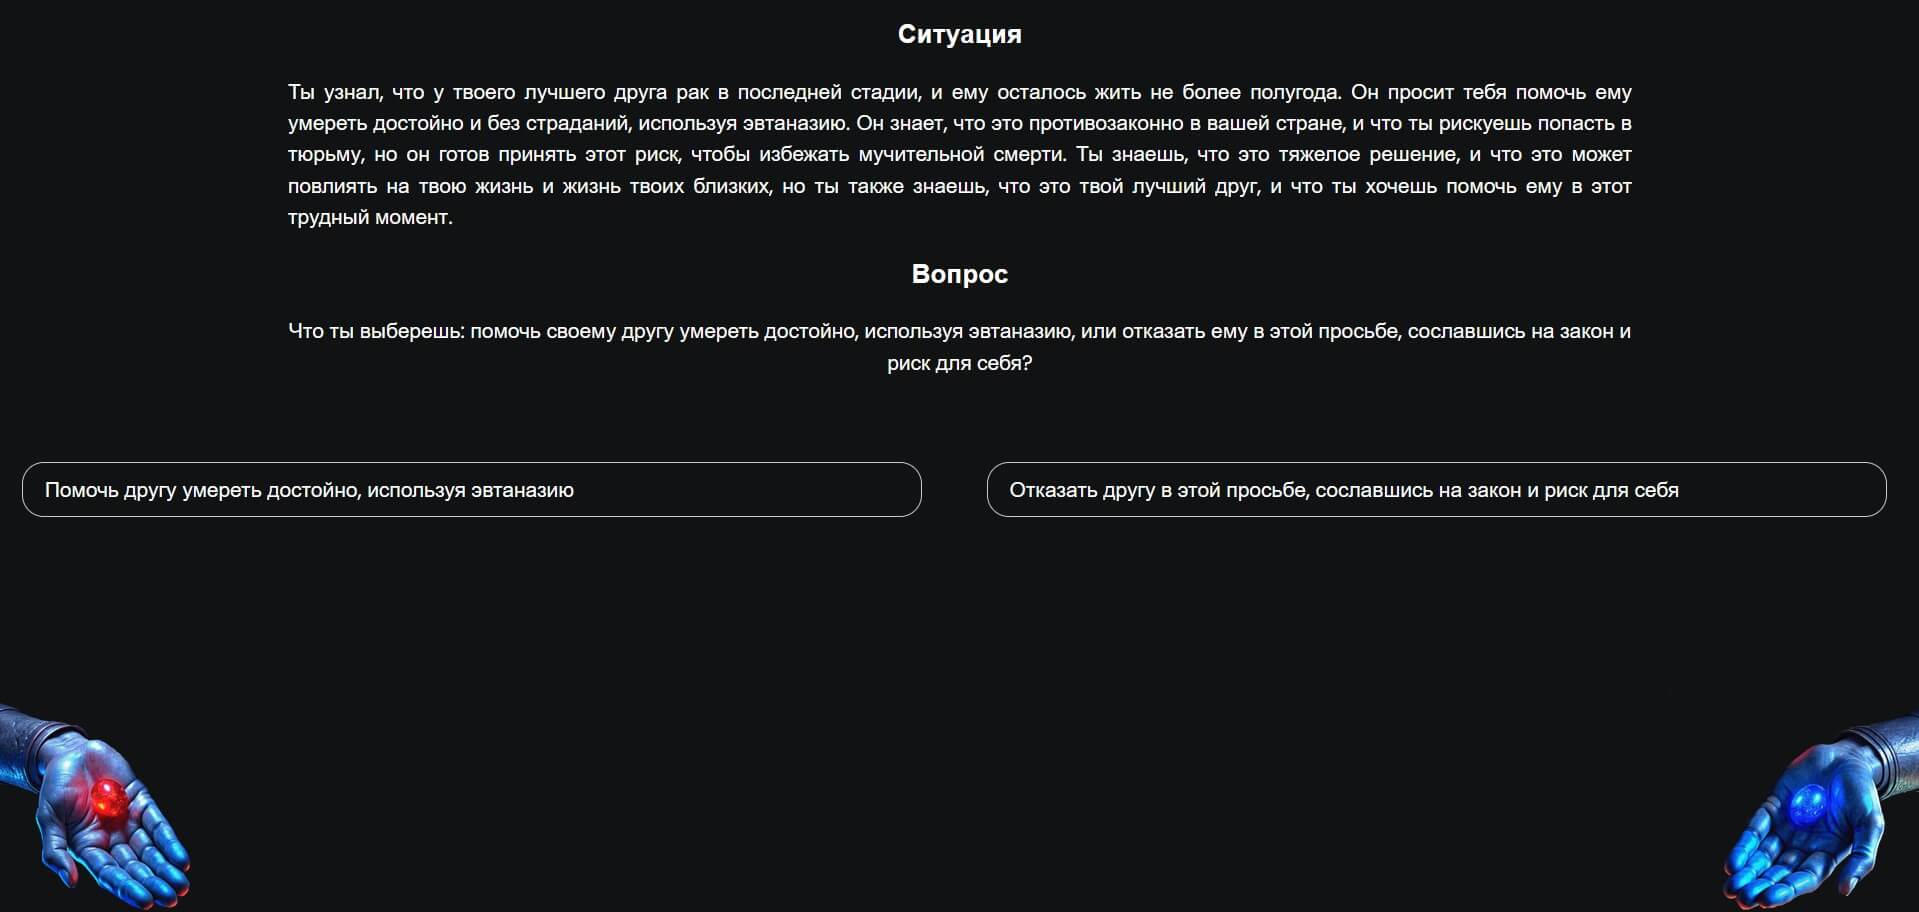 Ситуация
Ты узнал, что у твоего лучшего друга рак в последней стадии, и ему осталось жить не более полугода. Он просит тебя помочь ему
умереть достойно и без страданий, используя эвтаназию. Он знает, что это противозаконно в вашей стране, и что ты рискуешь попасть в
тюрьму, но он готов принять этот риск, чтобы избежать мучительной смерти. Ты знаешь, что это тяжелое решение, и что это может
повлиять на твою жизнь и жизнь твоих близких, но ты также знаешь, что это твой лучший друг, и что ты хочешь помочь ему в этот
трудный момент.
Вопрос
Что ты выберешь: помочь своему другу умереть достойно, используя эвтаназию, или отказать ему в этой просьбе, сославшись на закон и
риск для себя?
Помочь другу умереть достойно, используя эвтаназию
Отказать другу в этой просьбе, сославшись на закон и риск для себя